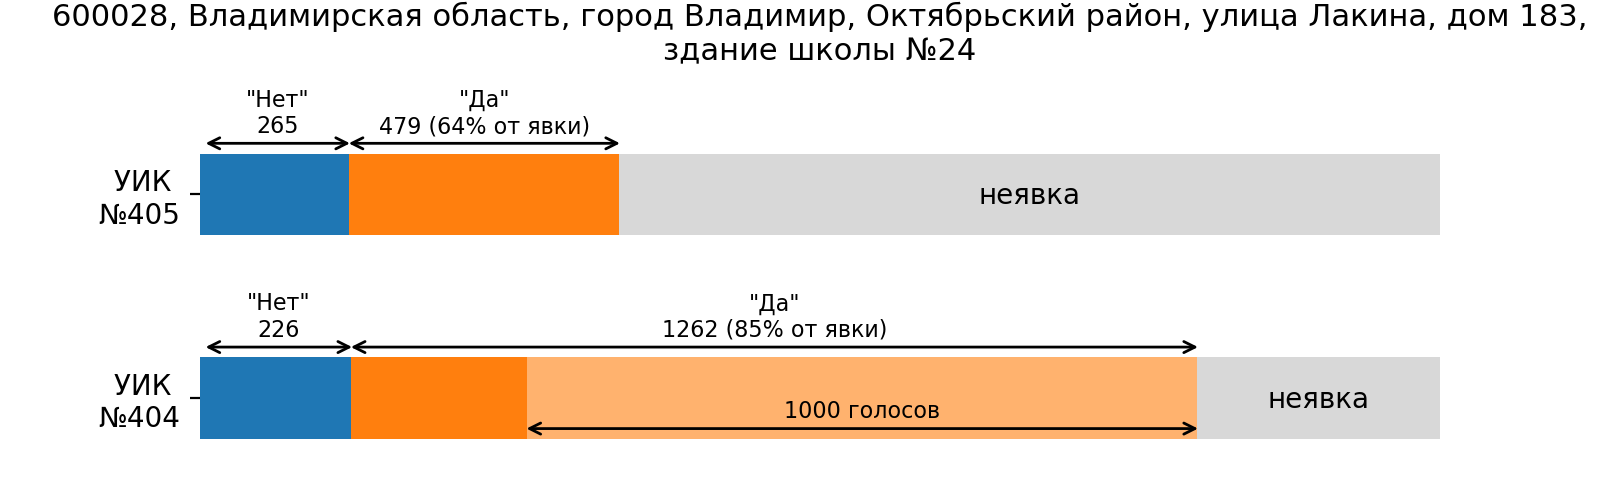 600028, Владимирская область, город Владимир, Октябрьский район, улица Лакина, дом 183,
здание школы №24
"Нет"
265
"Да"
479 (64% от явки)
УИК
№405
неявка
"Нет"
226
"Да"
1262 (85% от явки)
УИК
№404
1000 голосов
неявка